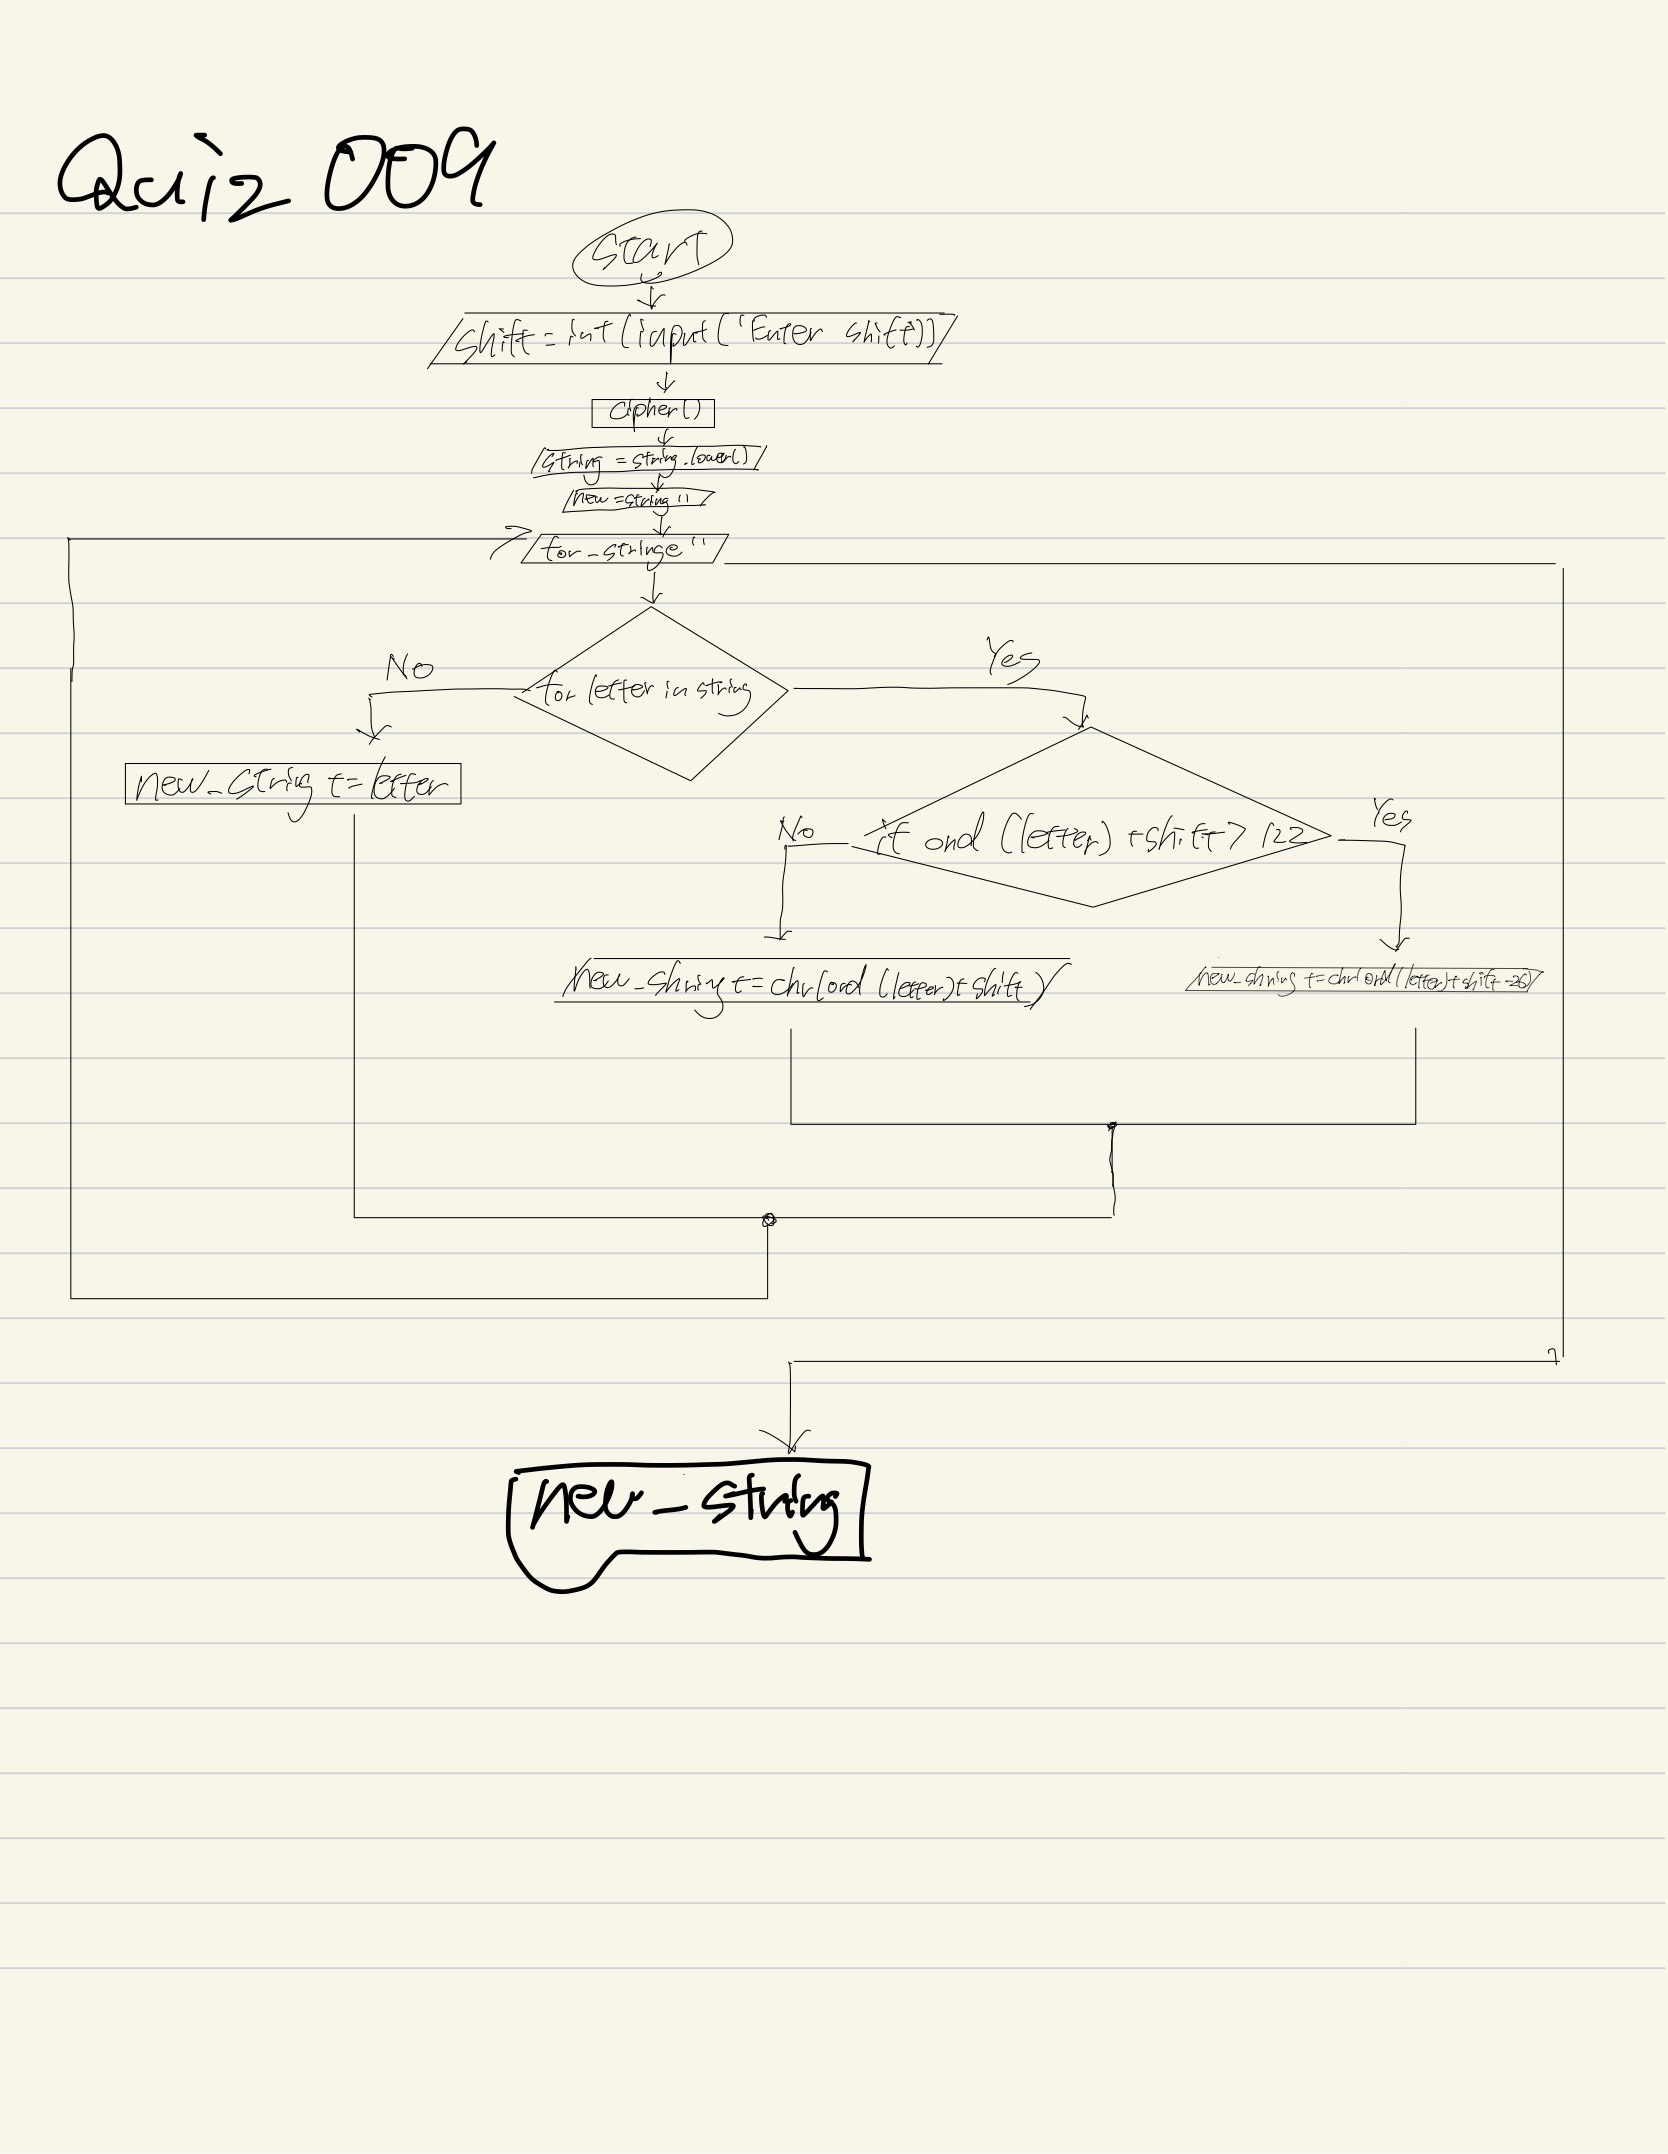 Quiz 009
start
shift = int(input('Enter shift))
cipher()
string = string.lower()
new = string ''
for - stringe ''
No
Yes
for letter in string
new_string += letter
No
if ord (letter) + shift > 122
Yes
new_string += chr(ord (letter) + shift)
new_string += chr(ord(letter) + shift - 26)
new_string